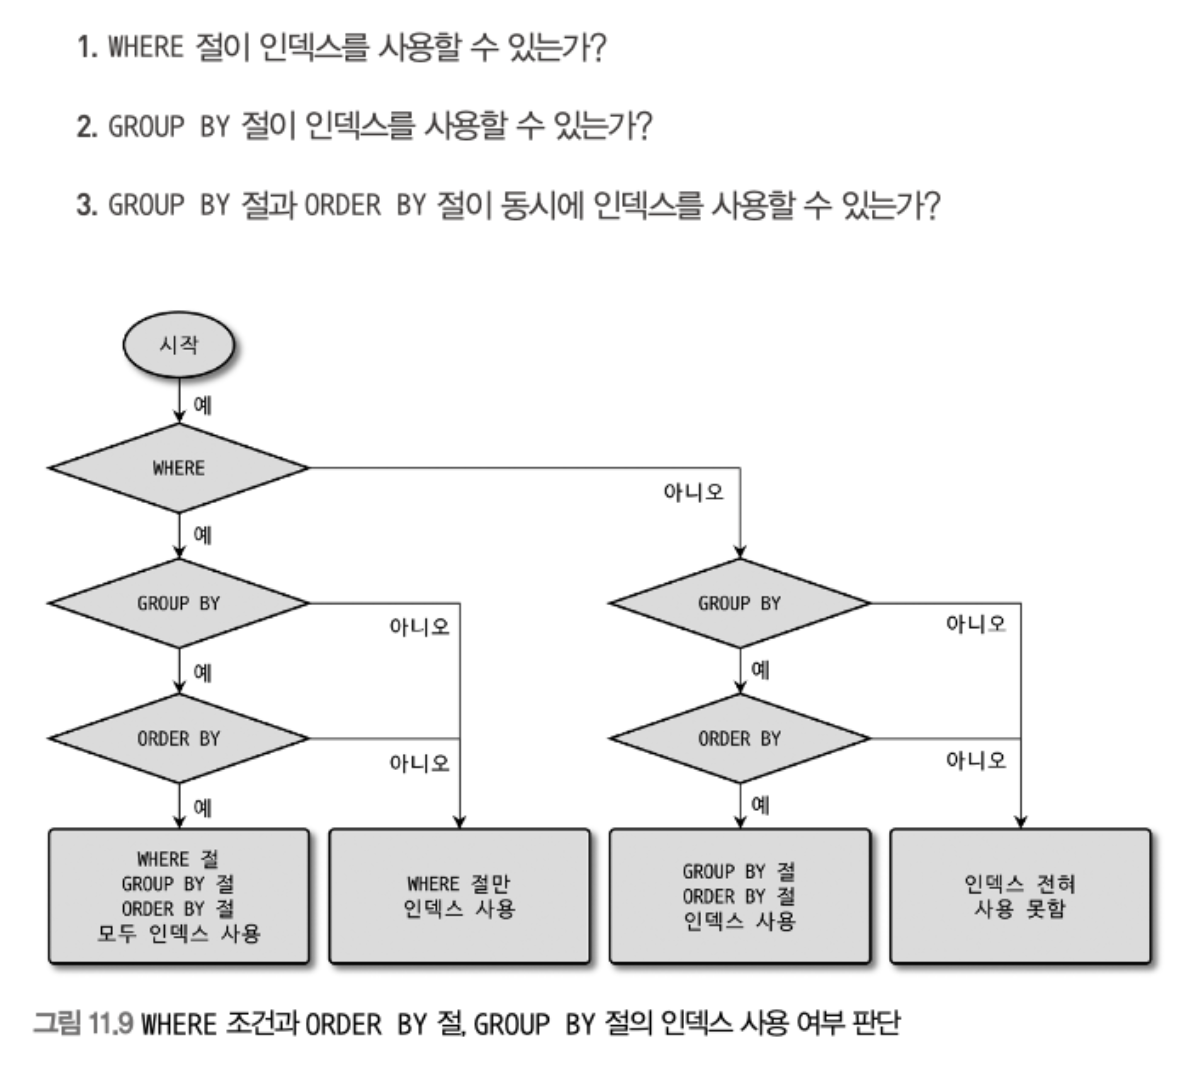 1. WHERE 절이 인덱스를 사용할 수 있는가?
2. GROUP BY 절이 인덱스를 사용할 수 있는가?
3. GROUP BY 절과 ORDER BY 절이 동시에 인덱스를 사용할 수 있는가?
시작
예
WHERE
아니오
예
GROUP BY
아니오
GROUP BY
아니오
예
예
ORDER BY
아니오
ORDER BY
아니오
예
예
WHERE 절
GROUP BY 절
ORDER BY 절
모두 인덱스 사용
WHERE 절만
인덱스 사용
GROUP BY 절
ORDER BY 절
인덱스 사용
인덱스 전혀
사용 못함
그림 11.9 WHERE 조건과 ORDER BY 절, GROUP BY 절의 인덱스 사용 여부 판단